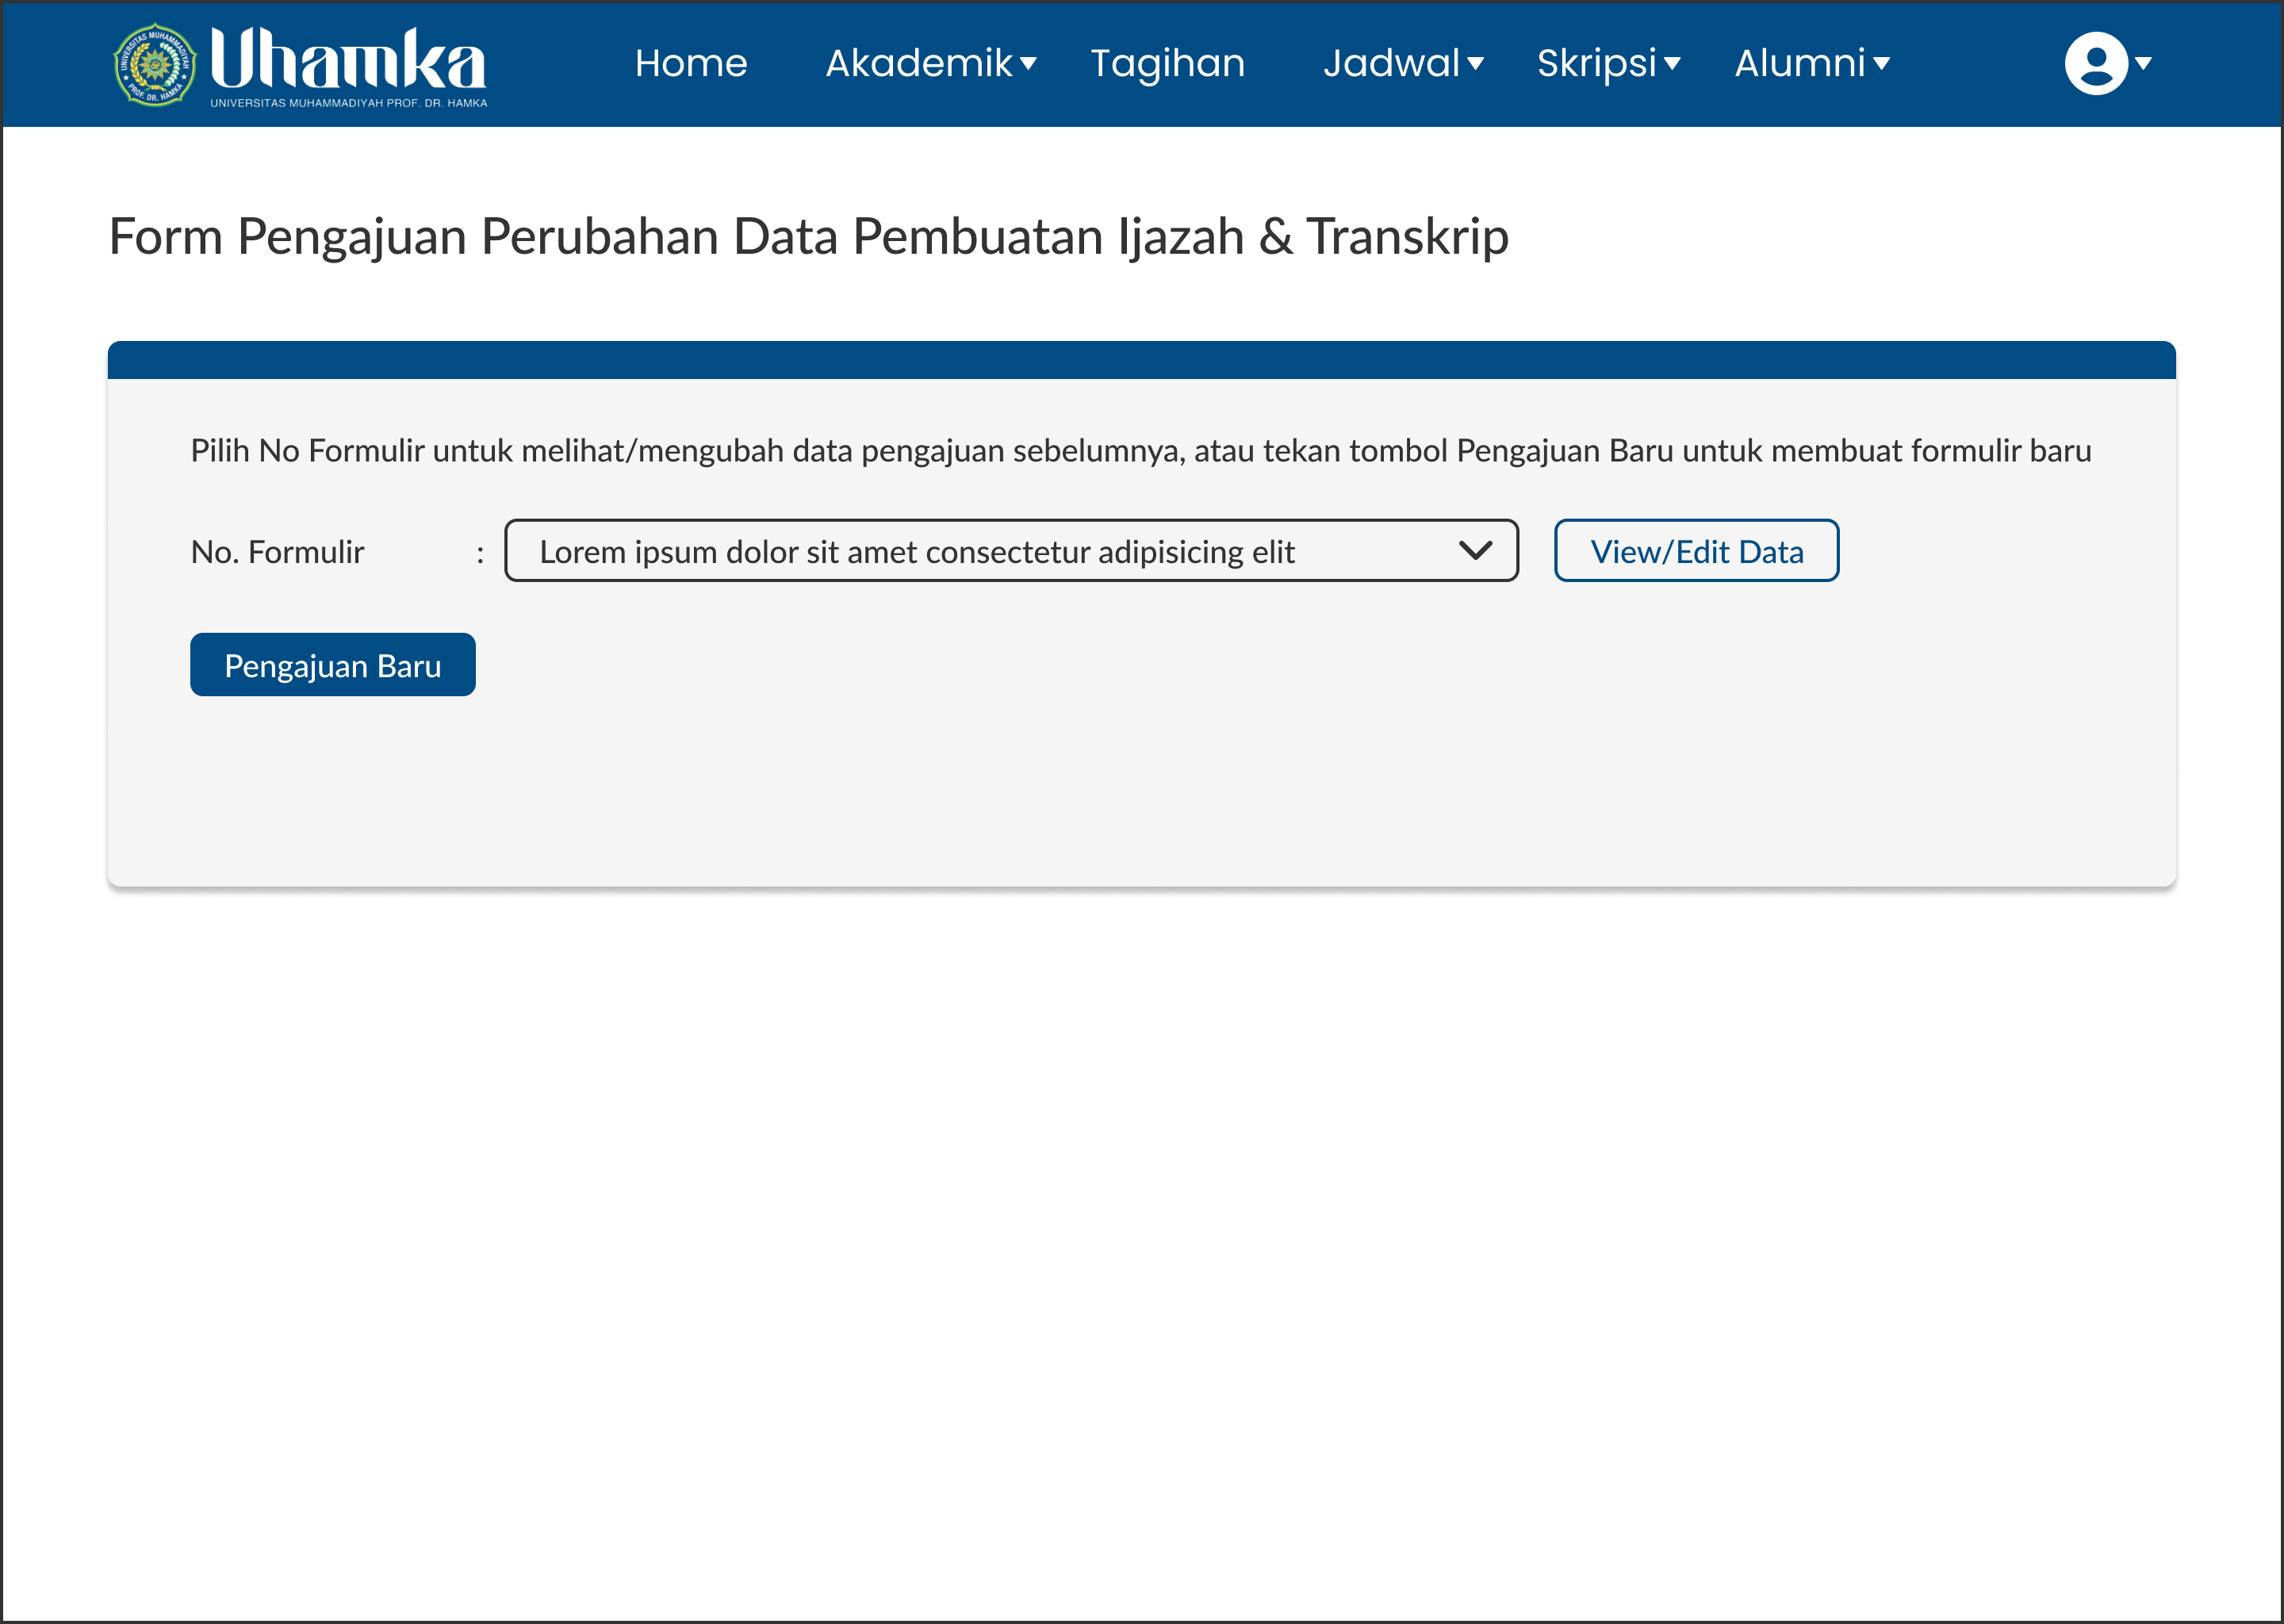 UNIVERSITAS MUHAMMADIYAH
PROF. DR. HAMKA
Uhamka
UNIVERSITAS MUHAMMADIYAH PROF. DR. HAMKA
Home Akademik Tagihan Jadwal Skripsi Alumni
Form Pengajuan Perubahan Data Pembuatan Ijazah & Transkrip
Pilih No Formulir untuk melihat/mengubah data pengajuan sebelumnya, atau tekan tombol Pengajuan Baru untuk membuat formulir baru
No. Formulir : Lorem ipsum dolor sit amet consectetur adipisicing elit View/Edit Data
Pengajuan Baru